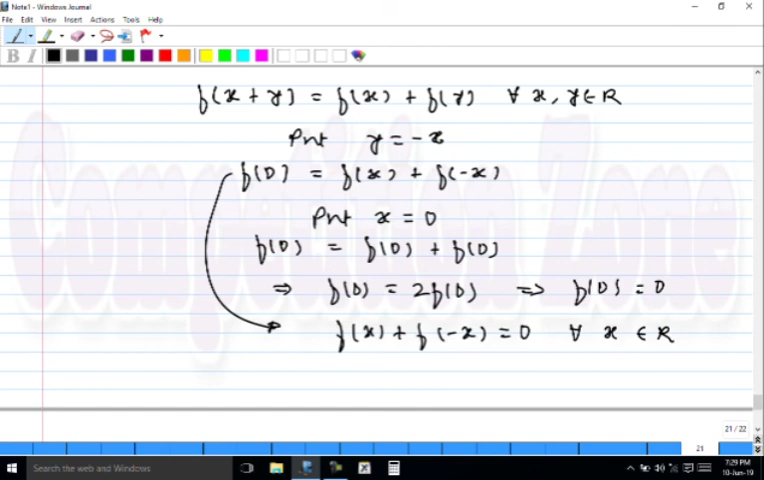 Note1 - Windows Journal
File Edit View Insert Actions Tools Help
B I
f(x + y) = f(x) + f(y) ∀ x, y ∈ R
Put y = -x
f(0) = f(x) + f(-x)
Put x = 0
f(0) = f(0) + f(0)
⇒ f(0) = 2f(0) ⇒ f(0) = 0
f(x) + f(-x) = 0 ∀ x ∈ R
Competition Zone
21 / 22
21
Search the web and Windows
7:29 PM
10-Jun-19